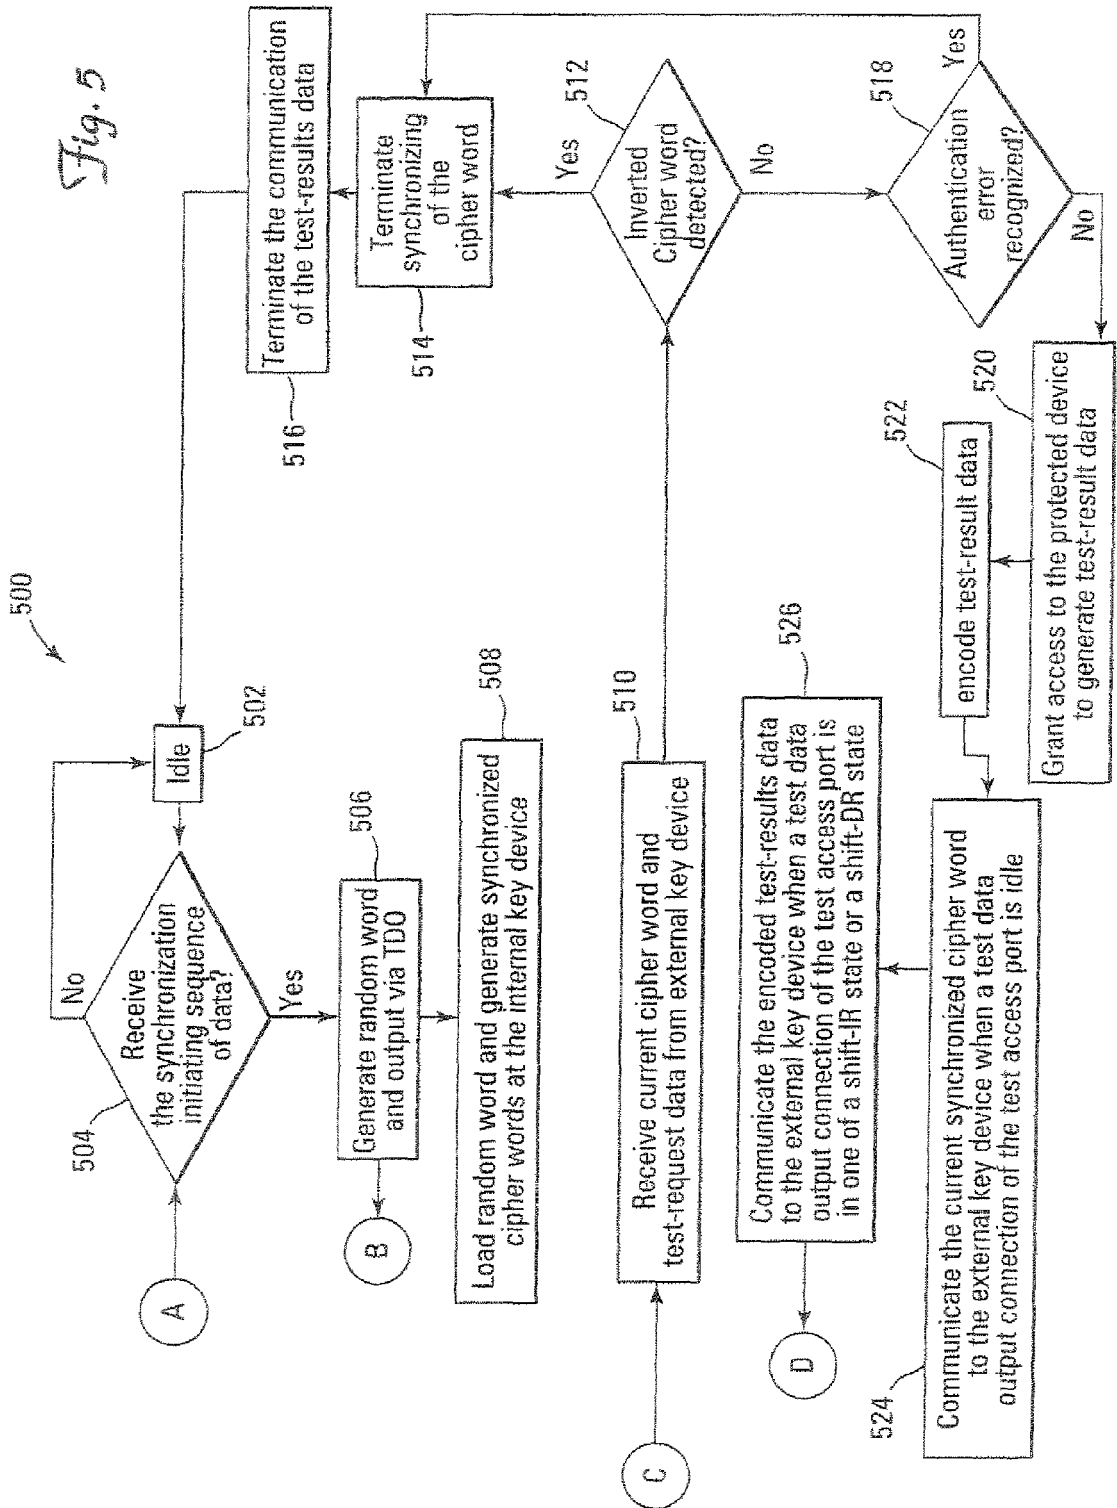 Fig. 5
500
Idle
502
Receive
the synchronization
initiating sequence
of data?
504
No
Yes
A
Generate random word
and output via TDO
506
B
Load random word and generate synchronized
cipher words at the internal key device
508
Terminate the communication
of the test-results data
516
Terminate
synchronizing
of the
cipher word
514
Yes
Inverted
Cipher word
detected?
512
No
C
Receive current cipher word and
test-request data from external key device
510
Authentication
error
recognized?
518
Yes
No
Communicate the encoded test-results data
to the external key device when a test data
output connection of the test access port is
in one of a shift-IR state or a shift-DR state
526
D
encode test-result data
522
Grant access to the protected device
to generate test-result data
520
Communicate the current synchronized cipher word
to the external key device when a test data
output connection of the test access port is idle
524